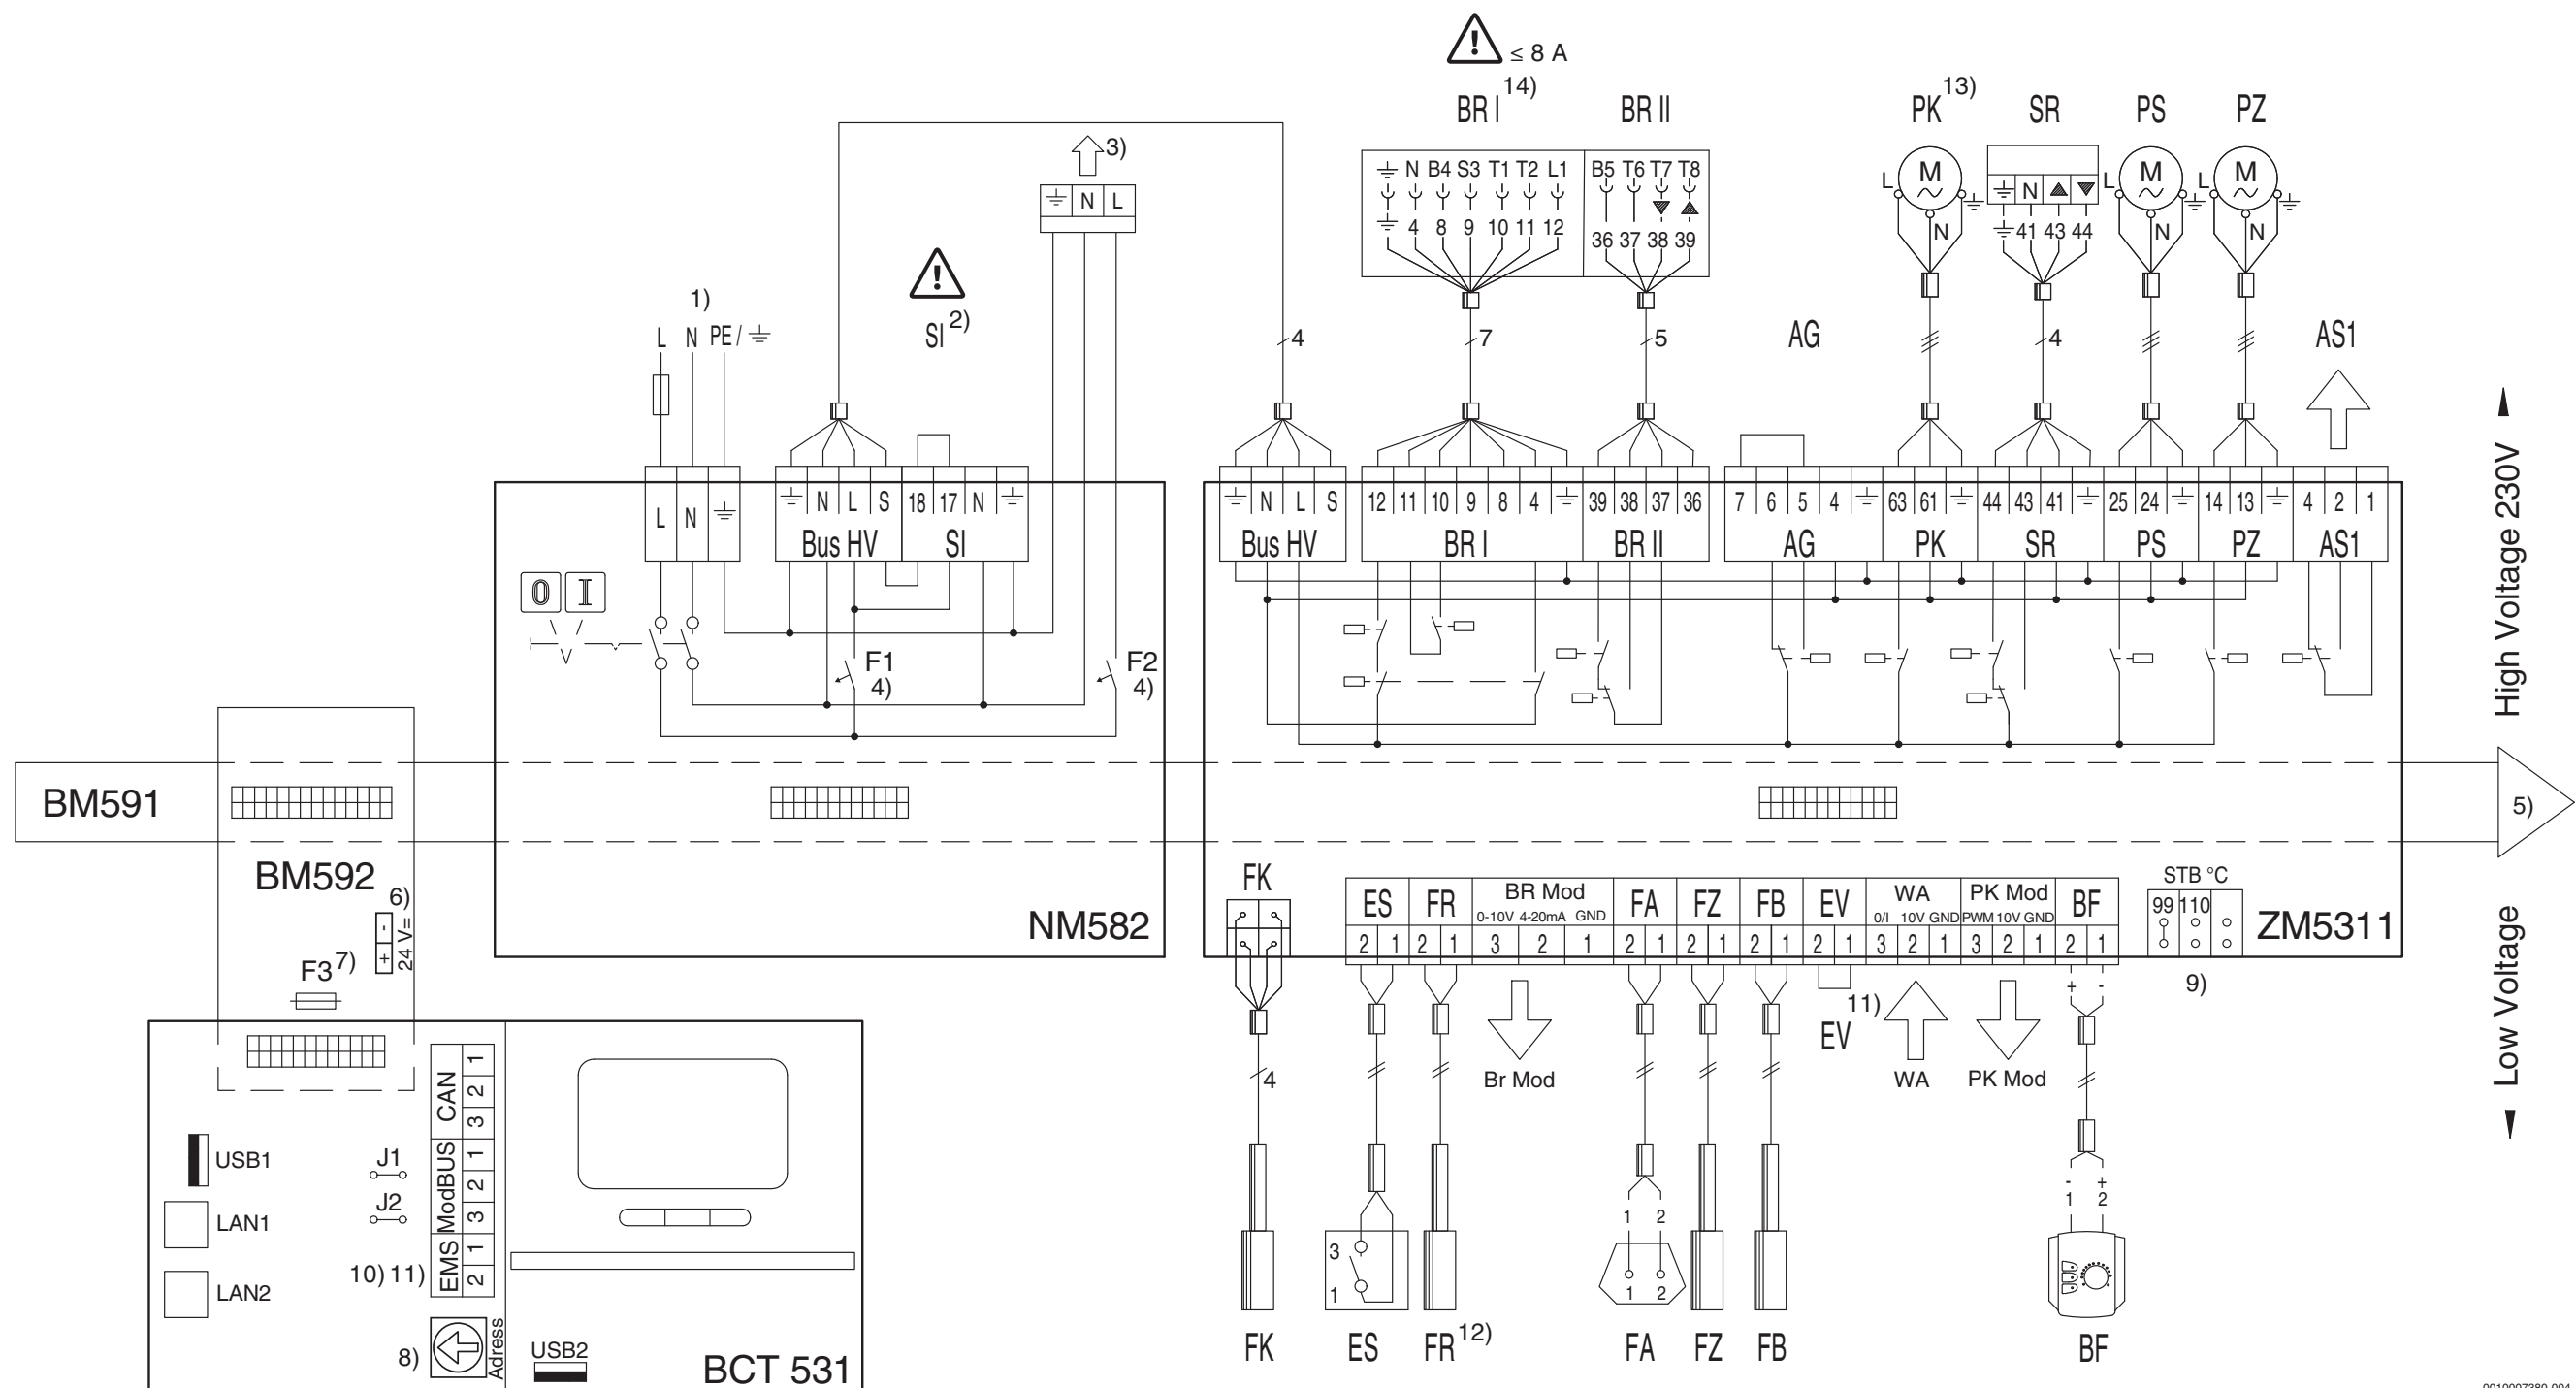 ≤ 8 A
BR I 14) BR II PK 13) SR PS PZ
3)
N L
N B4 S3 T1 T2 L1
B5 T6 T7 T8
4 8 9 10 11 12
36 37 38 39
L M N
N
41 43 44
L M N
L M N
1)
L N PE /
SI 2)
4 7 5 AG 4 AS1
L N
N L S 18 17 N
Bus HV SI
N L S
Bus HV
12 11 10 9 8 4
BR I
39 38 37 36
BR II
7 6 5 4
AG
63 61
PK
44 43 41
SR
25 24
PS
14 13
PZ
4 2 1
AS1
High Voltage 230V
0 I
F1
4)
F2
4)
BM591
5)
BM592
6)
- +
24 V=
F3 7)
NM582
FK
ES FR BR Mod FA FZ FB EV WA PK Mod BF
0-10V 4-20mA GND 0/I 10V GND PWM 10V GND
2 1 2 1 3 2 1 2 1 2 1 2 1 2 1 3 2 1 3 2 1 2 1
STB °C
99 110
9)
ZM5311
Low Voltage
+ -
11)
EV
Br Mod WA PK Mod
4
CAN 1 2 3
ModBUS 1 2 3
EMS 1 2
USB1
LAN1
LAN2
J1
J2
10) 11)
8)
Adress
USB2
BCT 531
3
1
1 2
1 2
- +
1 2
FK ES FR 12) FA FZ FB BF
0010007380-004